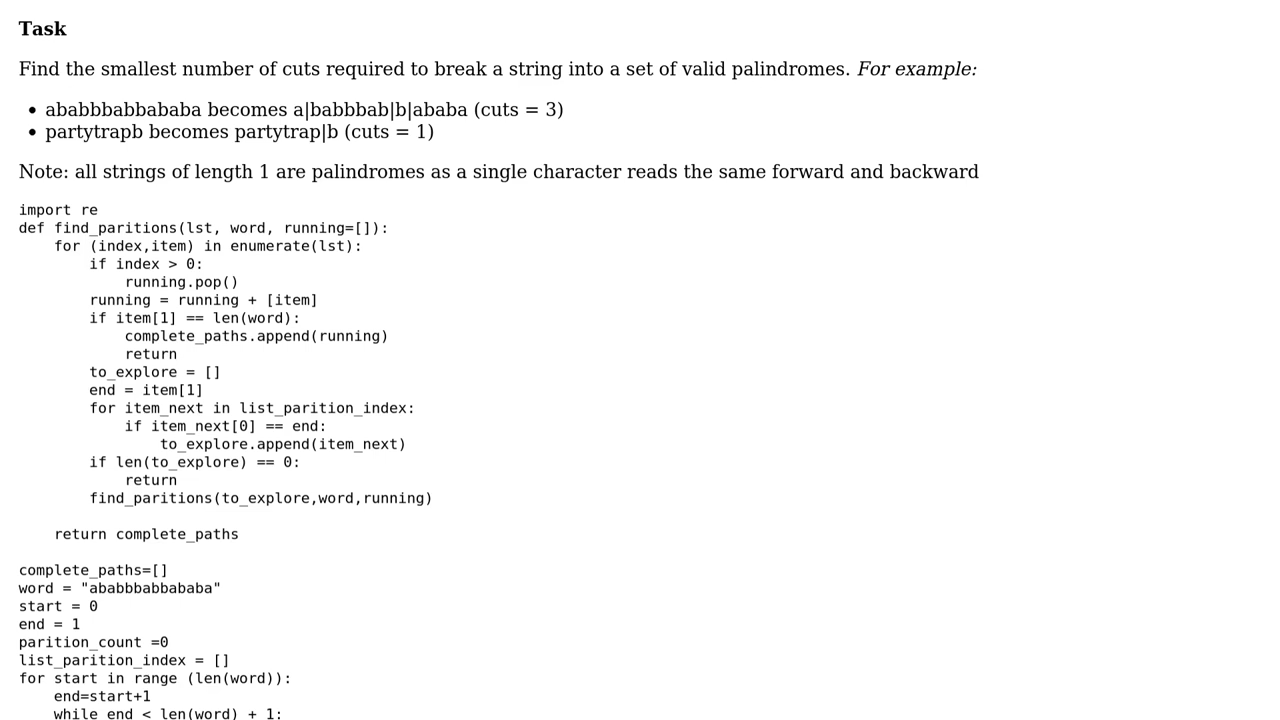 Task
Find the smallest number of cuts required to break a string into a set of valid palindromes. For example:
• ababbbabbababa becomes a|babbbab|b|ababa (cuts = 3)
• partytrapb becomes partytrap|b (cuts = 1)
Note: all strings of length 1 are palindromes as a single character reads the same forward and backward
import re
def find_paritions(lst, word, running=[]):
    for (index,item) in enumerate(lst):
        if index > 0:
            running.pop()
        running = running + [item]
        if item[1] == len(word):
            complete_paths.append(running)
            return
        to_explore = []
        end = item[1]
        for item_next in list_parition_index:
            if item_next[0] == end:
                to_explore.append(item_next)
        if len(to_explore) == 0:
            return
        find_paritions(to_explore,word,running)
    return complete_paths
complete_paths=[]
word = "ababbbabbababa"
start = 0
end = 1
parition_count =0
list_parition_index = []
for start in range (len(word)):
    end=start+1
    while end < len(word) + 1: